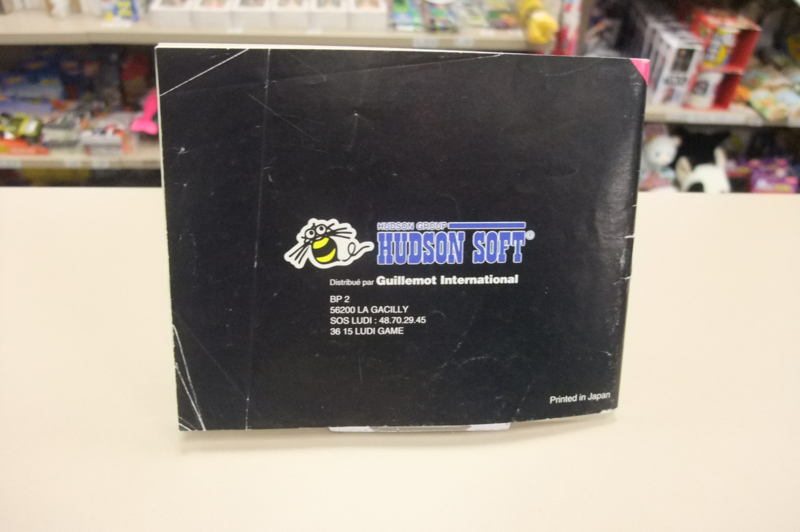 HUDSON GROUP
HUDSON SOFT®
Distribué par Guillemot International
BP 2
56200 LA GACILLY
SOS LUDI : 48.70.29.45
36 15 LUDI GAME
Printed in Japan